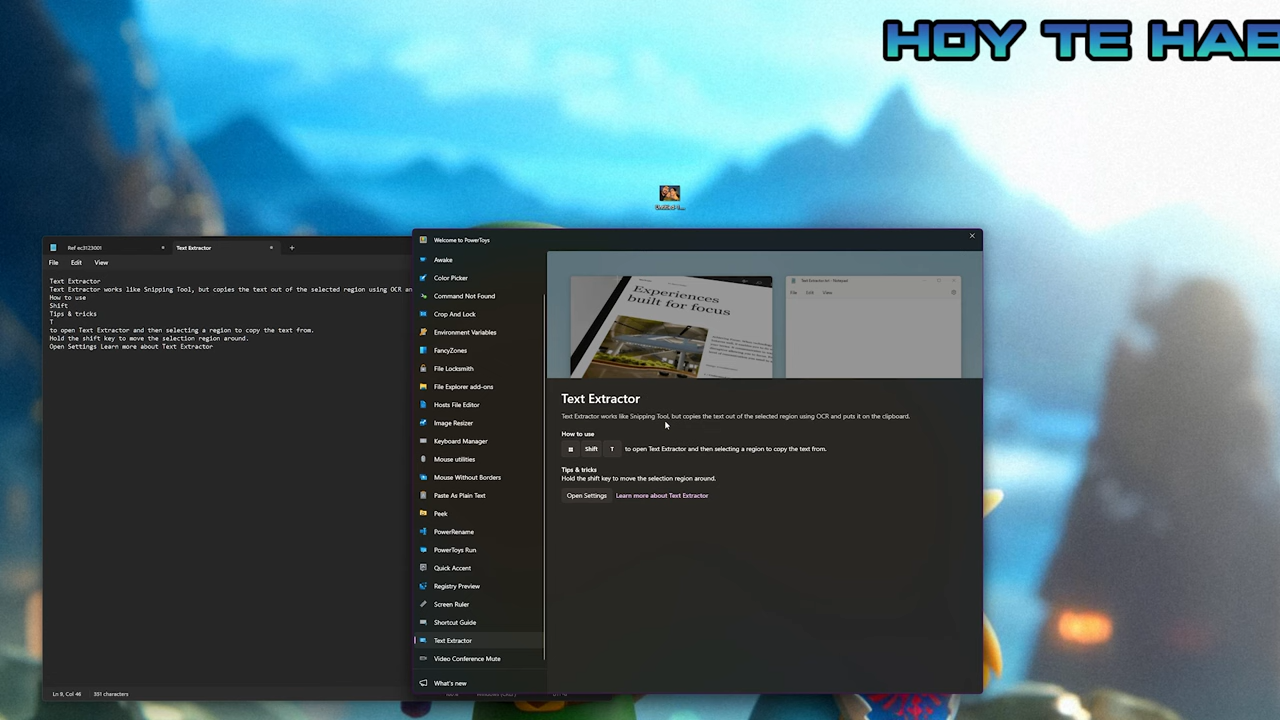 HOY TE HAB
Ref ec3123001
Text Extractor
File Edit View
Text Extractor
Text Extractor works like Snipping Tool, but copies the text out of the selected region using OCR an
How to use
Shift
Tips & tricks
T
to open Text Extractor and then selecting a region to copy the text from.
Hold the shift key to move the selection region around.
Open Settings Learn more about Text Extractor
Ln 9, Col 46 351 characters
Welcome to PowerToys
Awake
Color Picker
Command Not Found
Crop And Lock
Environment Variables
FancyZones
File Locksmith
File Explorer add-ons
Hosts File Editor
Image Resizer
Keyboard Manager
Mouse utilities
Mouse Without Borders
Paste As Plain Text
Peek
PowerRename
PowerToys Run
Quick Accent
Registry Preview
Screen Ruler
Shortcut Guide
Text Extractor
Video Conference Mute
What's new
Experiences
built for focus
Text Extractor.txt - Notepad
File Edit View
Text Extractor
Text Extractor works like Snipping Tool, but copies the text out of the selected region using OCR and puts it on the clipboard.
How to use
Shift T to open Text Extractor and then selecting a region to copy the text from.
Tips & tricks
Hold the shift key to move the selection region around.
Open Settings Learn more about Text Extractor